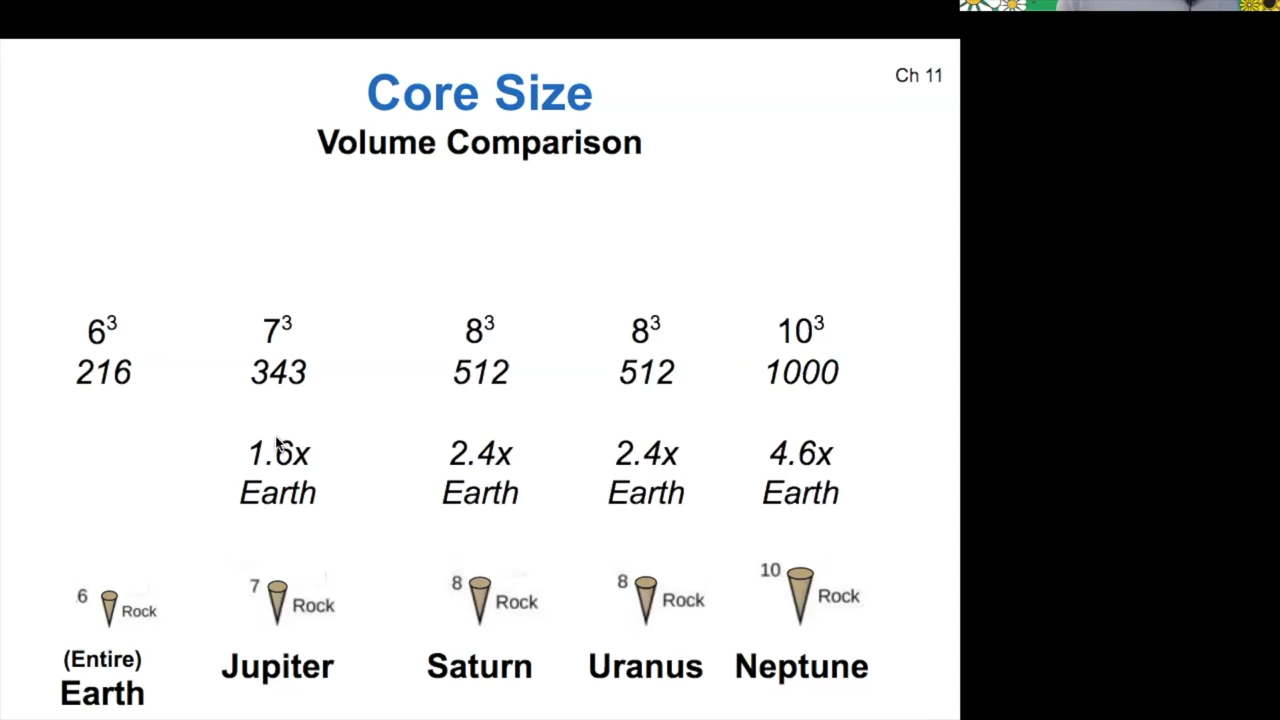 Ch 11
Core Size
Volume Comparison
6³ 7³ 8³ 8³ 10³
216 343 512 512 1000
1.6x 2.4x 2.4x 4.6x
Earth Earth Earth Earth
6 Rock 7 Rock 8 Rock 8 Rock 10 Rock
(Entire)
Earth Jupiter Saturn Uranus Neptune